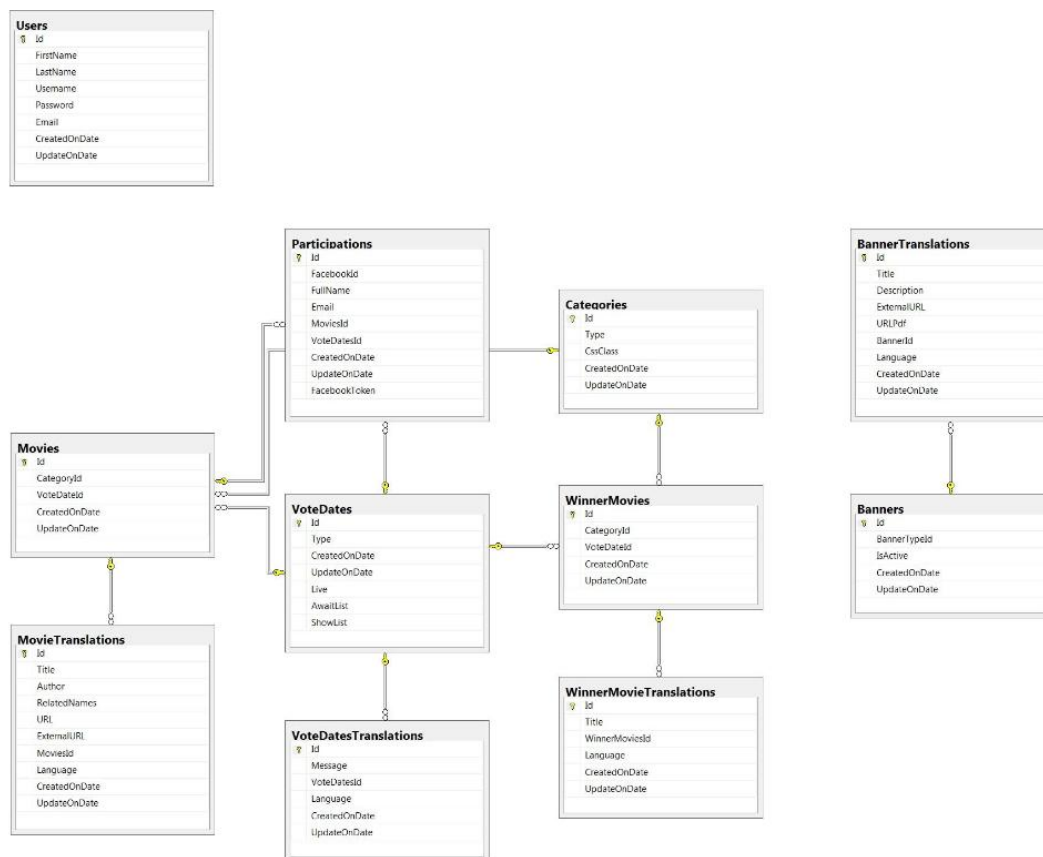 Users
Id
FirstName
LastName
Username
Password
Email
CreatedOnDate
UpdateOnDate
Participations
Id
FacebookId
FullName
Email
MoviesId
VoteDatesId
CreatedOnDate
UpdateOnDate
FacebookToken
Categories
Id
Type
CssClass
CreatedOnDate
UpdateOnDate
BannerTranslations
Id
Title
Description
ExternalURL
URLPdf
BannerId
Language
CreatedOnDate
UpdateOnDate
Movies
Id
CategoryId
VoteDateId
CreatedOnDate
UpdateOnDate
VoteDates
Id
Type
CreatedOnDate
UpdateOnDate
Live
AwaitList
ShowList
WinnerMovies
Id
CategoryId
VoteDateId
CreatedOnDate
UpdateOnDate
Banners
Id
BannerTypeId
IsActive
CreatedOnDate
UpdateOnDate
MovieTranslations
Id
Title
Author
RelatedNames
URL
ExternalURL
MoviesId
Language
CreatedOnDate
UpdateOnDate
VoteDatesTranslations
Id
Message
VoteDatesId
Language
CreatedOnDate
UpdateOnDate
WinnerMovieTranslations
Id
Title
WinnerMoviesId
Language
CreatedOnDate
UpdateOnDate